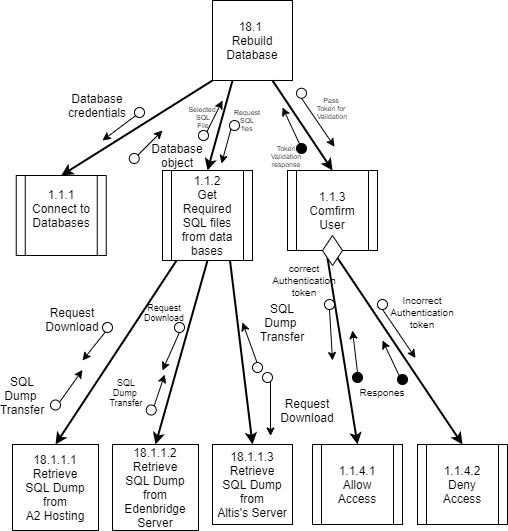 18.1
Rebuild
Database
Database
credentials
Database
object
Selected
SQL
File
Request
SQL
fies
Pass
Token for
Validation
Token
Validation
response
1.1.1
Connect to
Databases
1.1.2
Get
Required
SQL files
from data
bases
1.1.3
Comfirm
User
Request
Download
SQL
Dump
Transfer
Request
Download
SQL
Dump
Transfer
SQL
Dump
Transfer
Request
Download
correct
Authentication
token
Incorrect
Authentication
token
Respones
18.1.1.1
Retrieve
SQL Dump
from
A2 Hosting
18.1.1.2
Retrieve
SQL Dump
from
Edenbridge
Server
18.1.1.3
Retrieve
SQL Dump
from
Altis's Server
1.1.4.1
Allow
Access
1.1.4.2
Deny
Access